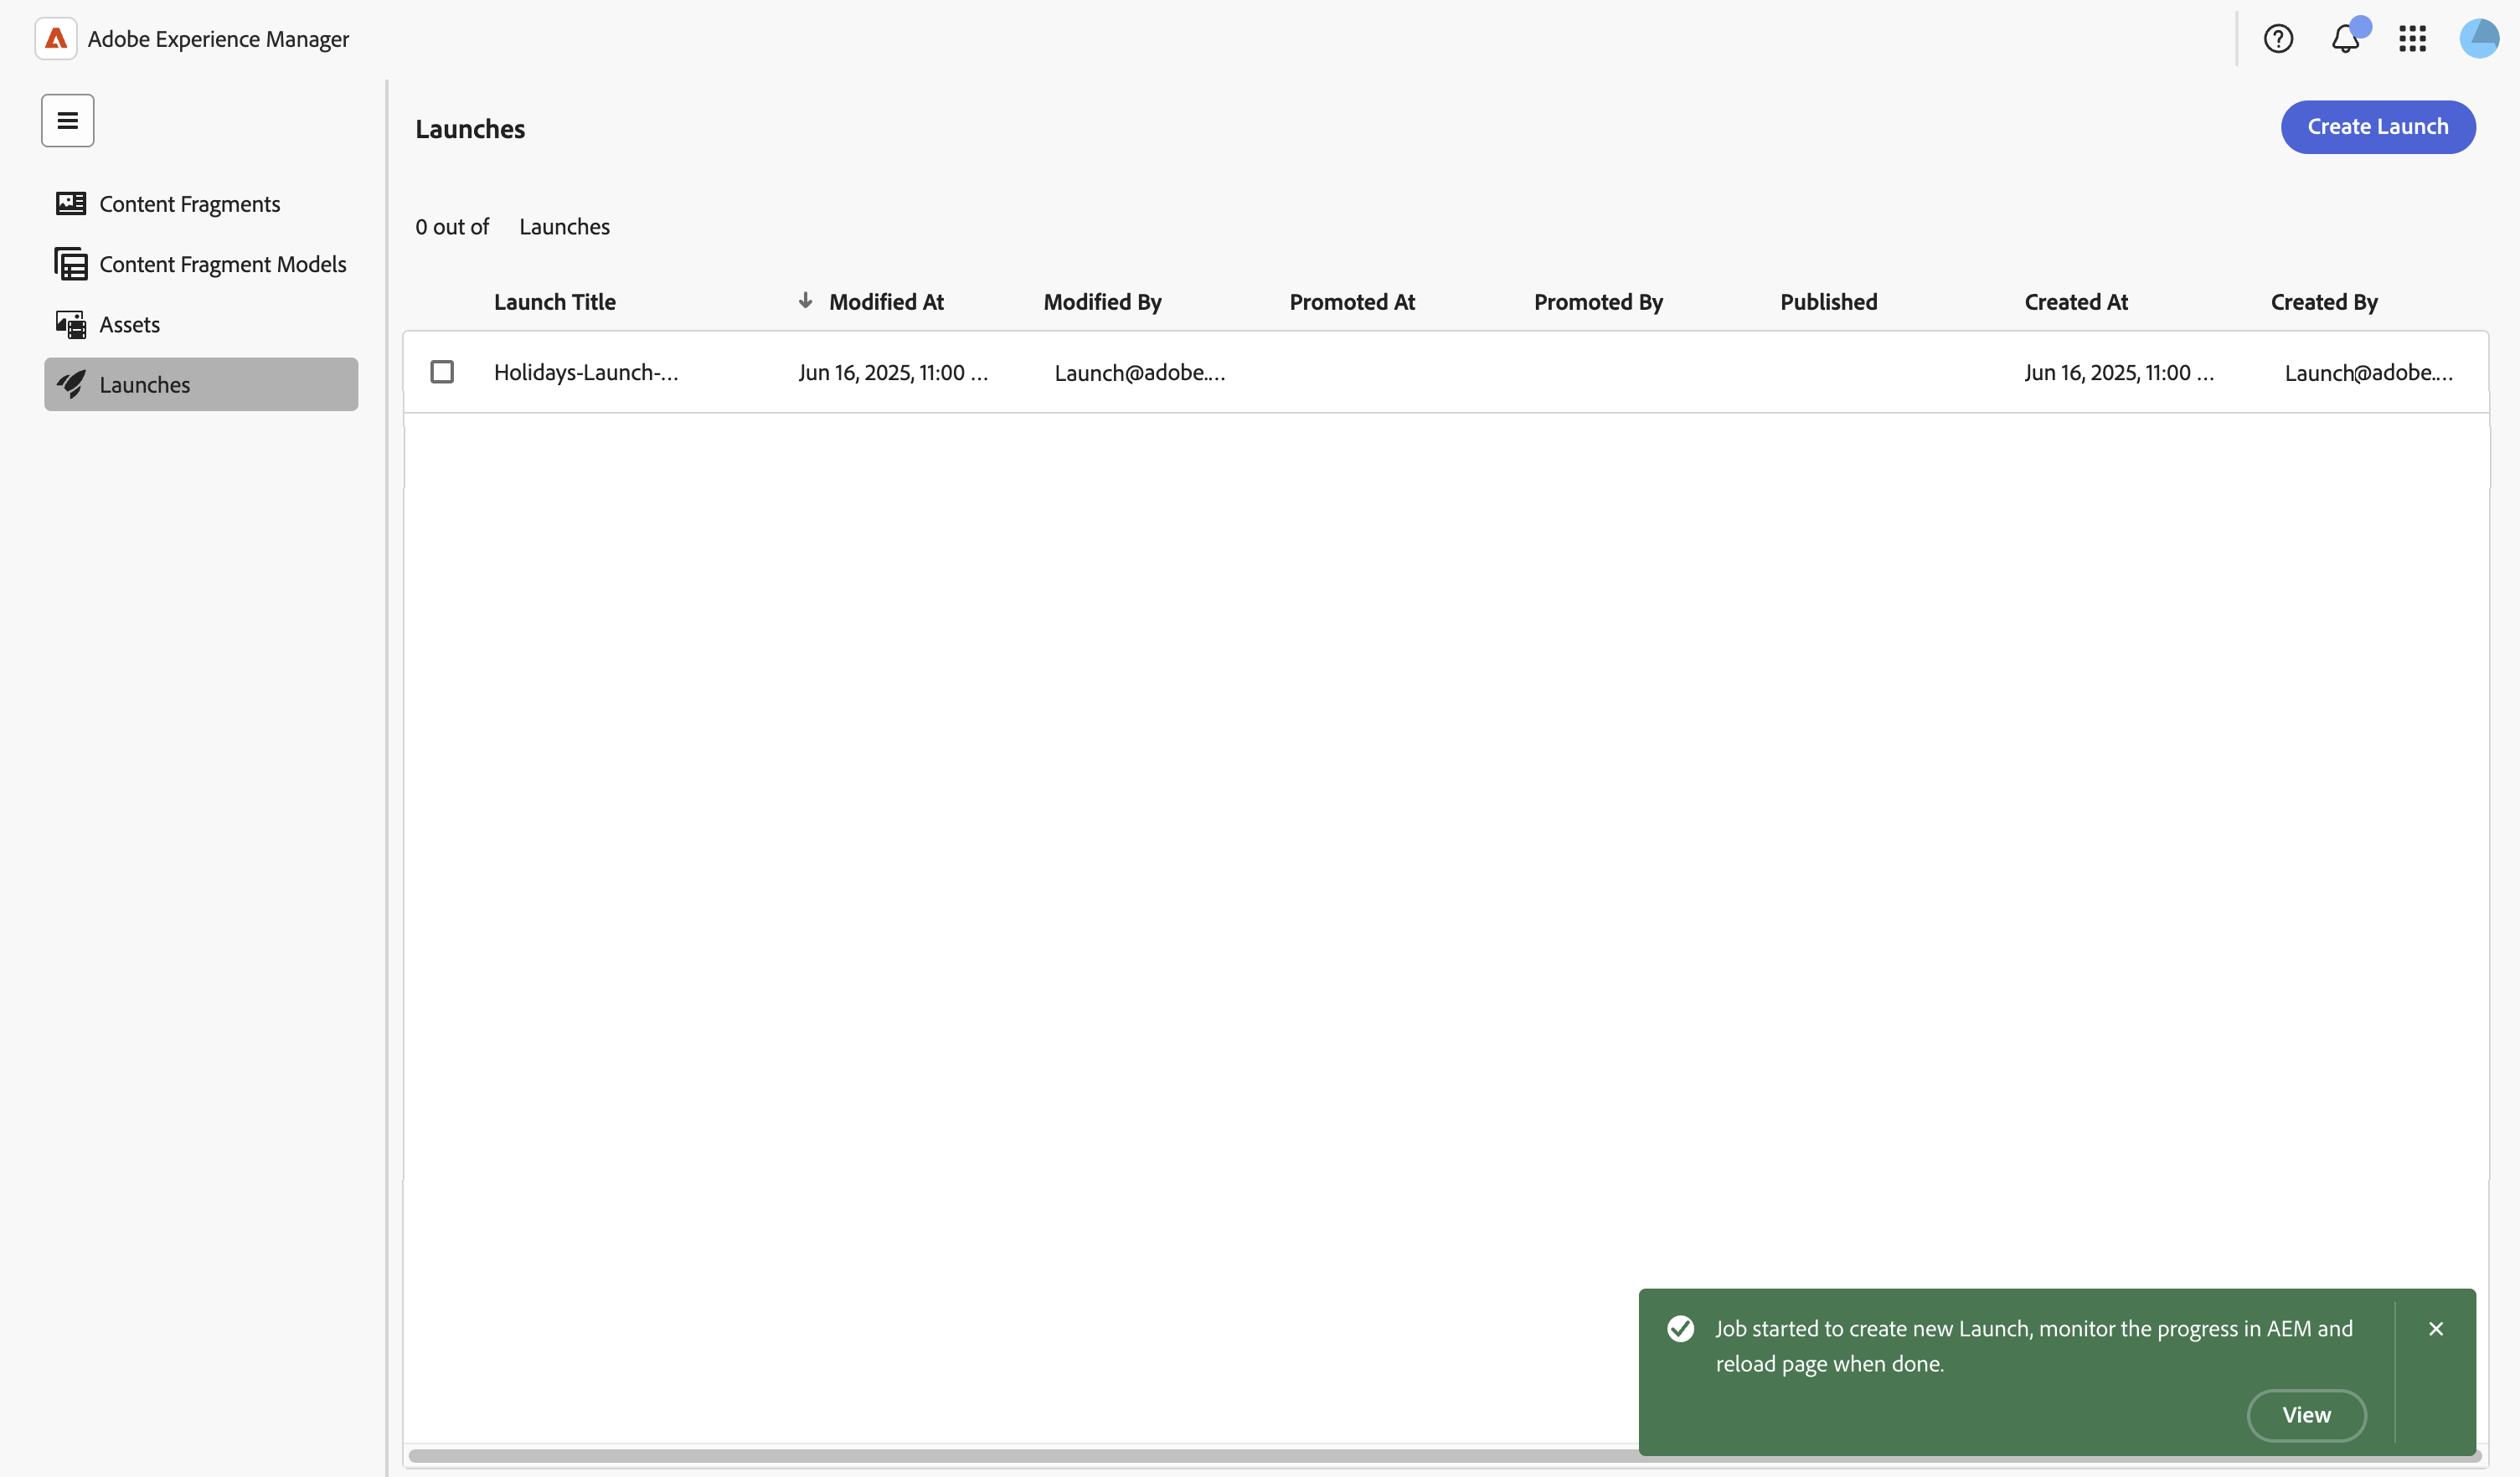 Adobe Experience Manager
Launches
Create Launch
Content Fragments
Content Fragment Models
Assets
Launches
0 out of Launches
Launch Title Modified At Modified By Promoted At Promoted By Published Created At Created By
Holidays-Launch-... Jun 16, 2025, 11:00 ... Launch@adobe.... Jun 16, 2025, 11:00 ... Launch@adobe....
Job started to create new Launch, monitor the progress in AEM and
reload page when done.
View